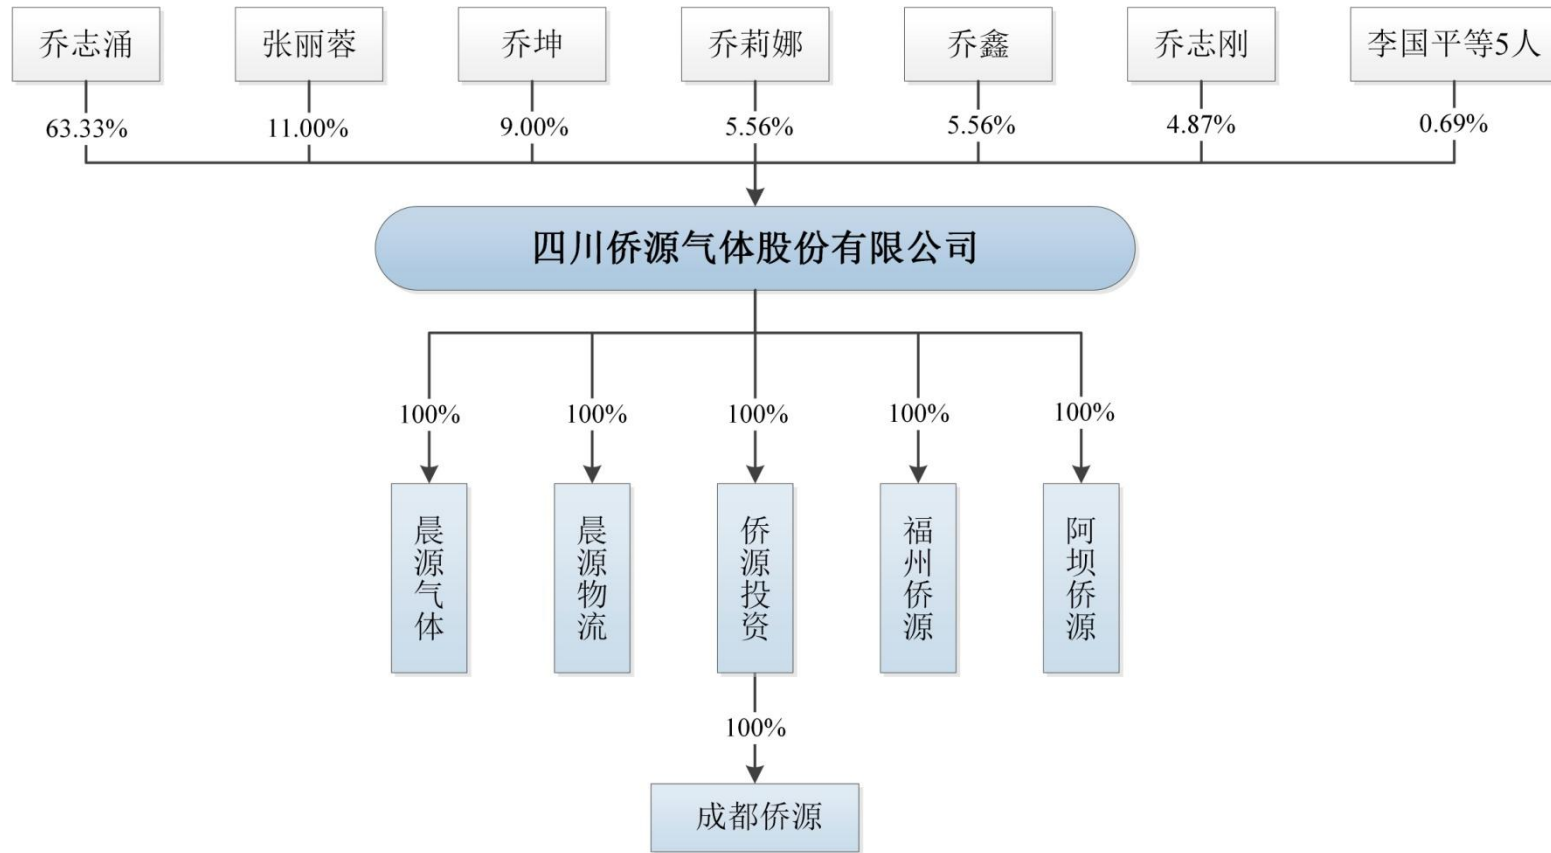 乔志涌
张丽蓉
乔坤
乔莉娜
乔鑫
乔志刚
李国平等5人
63.33%
11.00%
9.00%
5.56%
5.56%
4.87%
0.69%
四川侨源气体股份有限公司
100%
100%
100%
100%
100%
晨源气体
晨源物流
侨源投资
福州侨源
阿坝侨源
100%
成都侨源